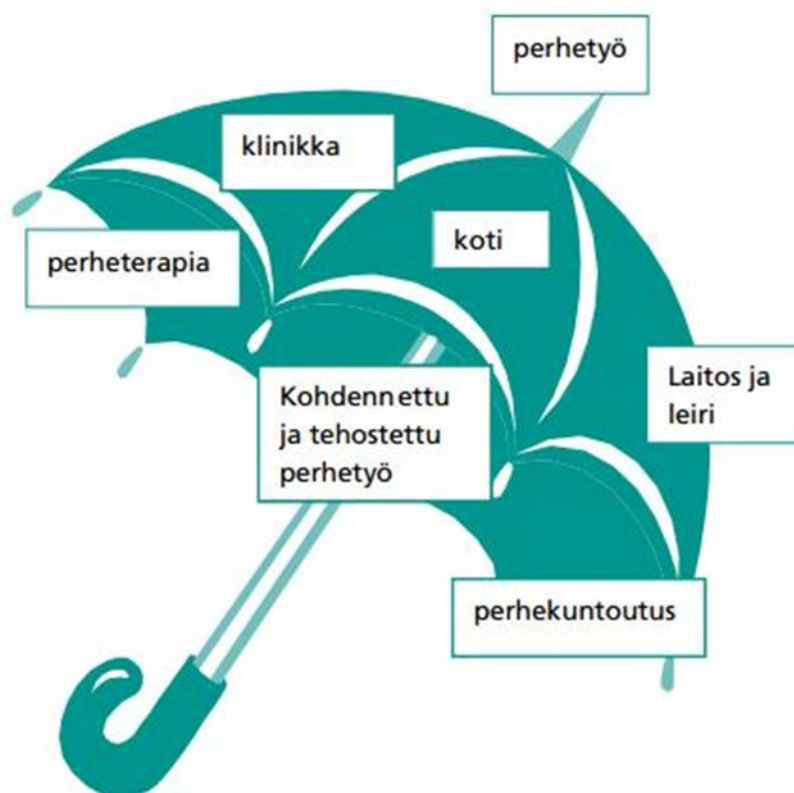 perhetyö
klinikka
koti
perheterapia
Laitos ja
leiri
Kohdennettu
ja tehostettu
perhetyö
perhekuntoutus